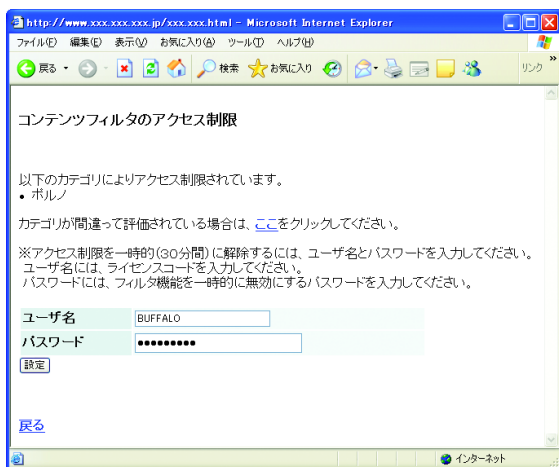 http://www.xxx.xxx.xxx.jp/xxx.xxx.html - Microsoft Internet Explorer
ファイル(F) 編集(E) 表示(V) お気に入り(A) ツール(T) ヘルプ(H)
戻る 検索 お気に入り リンク »
コンテンツフィルタのアクセス制限
以下のカテゴリによりアクセス制限されています。
• ポルノ
カテゴリが間違って評価されている場合は、ここをクリックしてください。
※アクセス制限を一時的(30分間)に解除するには、ユーザ名とパスワードを入力してください。
ユーザ名には、ライセンスコードを入力してください。
パスワードには、フィルタ機能を一時的に無効にするパスワードを入力してください。
ユーザ名 BUFFALO
パスワード ●●●●●●●●●
設定
戻る
インターネット